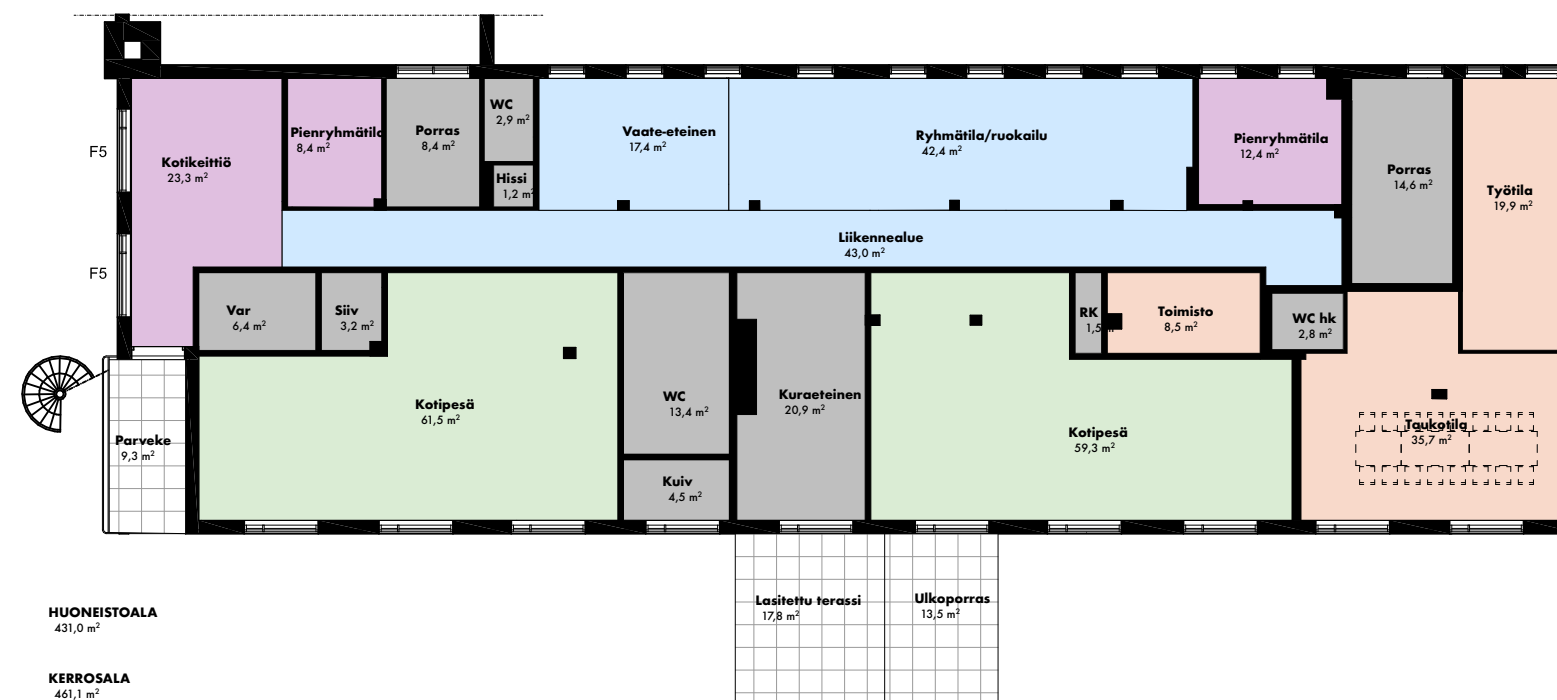 F5
F5
Kotikeittiö
23,3 m²
Pienryhmätila
8,4 m²
Porras
8,4 m²
WC
2,9 m²
Hissi
1,2 m²
Vaate-eteinen
17,4 m²
Ryhmätila/ruokailu
42,4 m²
Pienryhmätila
12,4 m²
Porras
14,6 m²
Työtila
19,9 m²
Liikennealue
43,0 m²
Var
6,4 m²
Siiv
3,2 m²
Kotipesä
61,5 m²
WC
13,4 m²
Kuiv
4,5 m²
Kuraeteinen
20,9 m²
Kotipesä
59,3 m²
RK
1,5 m²
Toimisto
8,5 m²
WC hk
2,8 m²
Taukotila
35,7 m²
Parveke
9,3 m²
Lasitettu terassi
17,8 m²
Ulkoporras
13,5 m²
HUONEISTOALA
431,0 m²
KERROSALA
461,1 m²